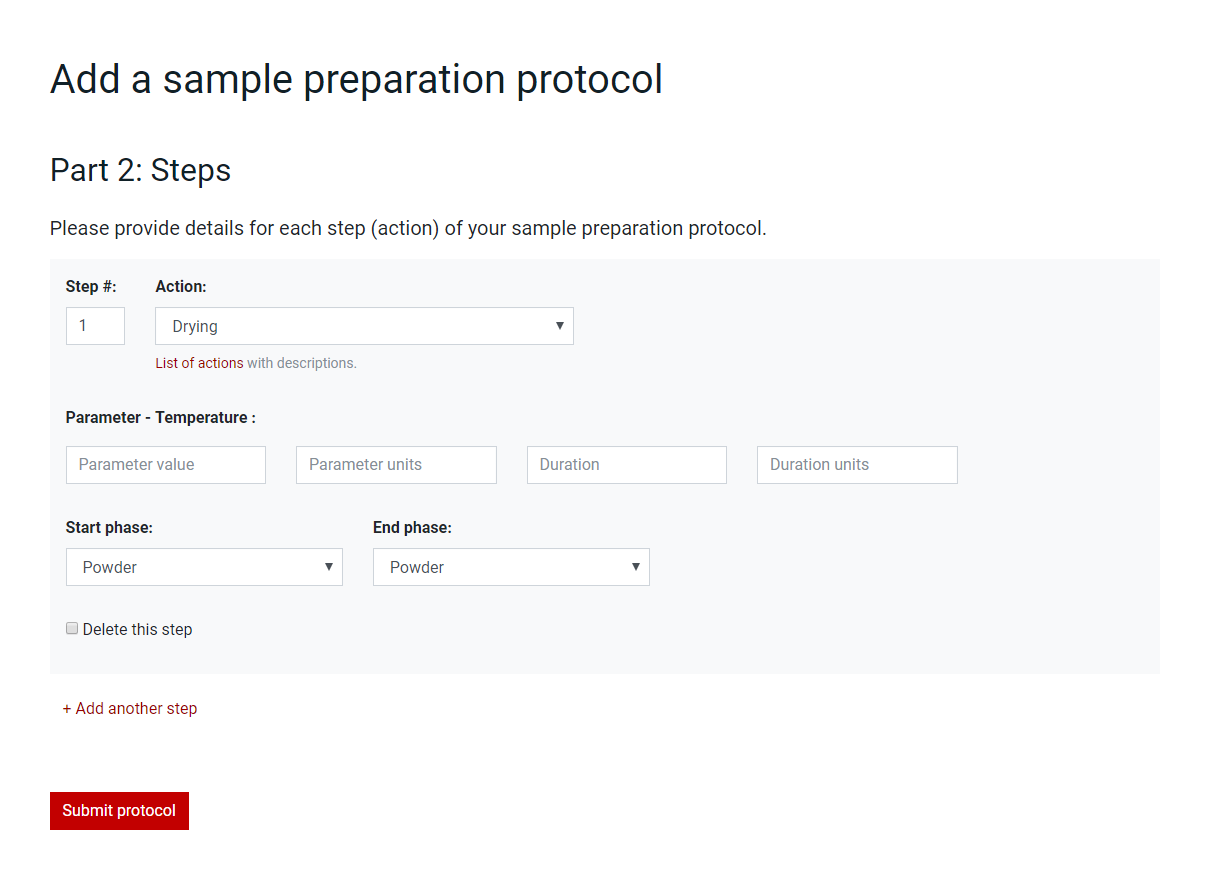 Add a sample preparation protocol
Part 2: Steps
Please provide details for each step (action) of your sample preparation protocol.
Step #: Action:
1 Drying
List of actions with descriptions.
Parameter - Temperature :
Parameter value Parameter units Duration Duration units
Start phase: End phase:
Powder Powder
Delete this step
+ Add another step
Submit protocol